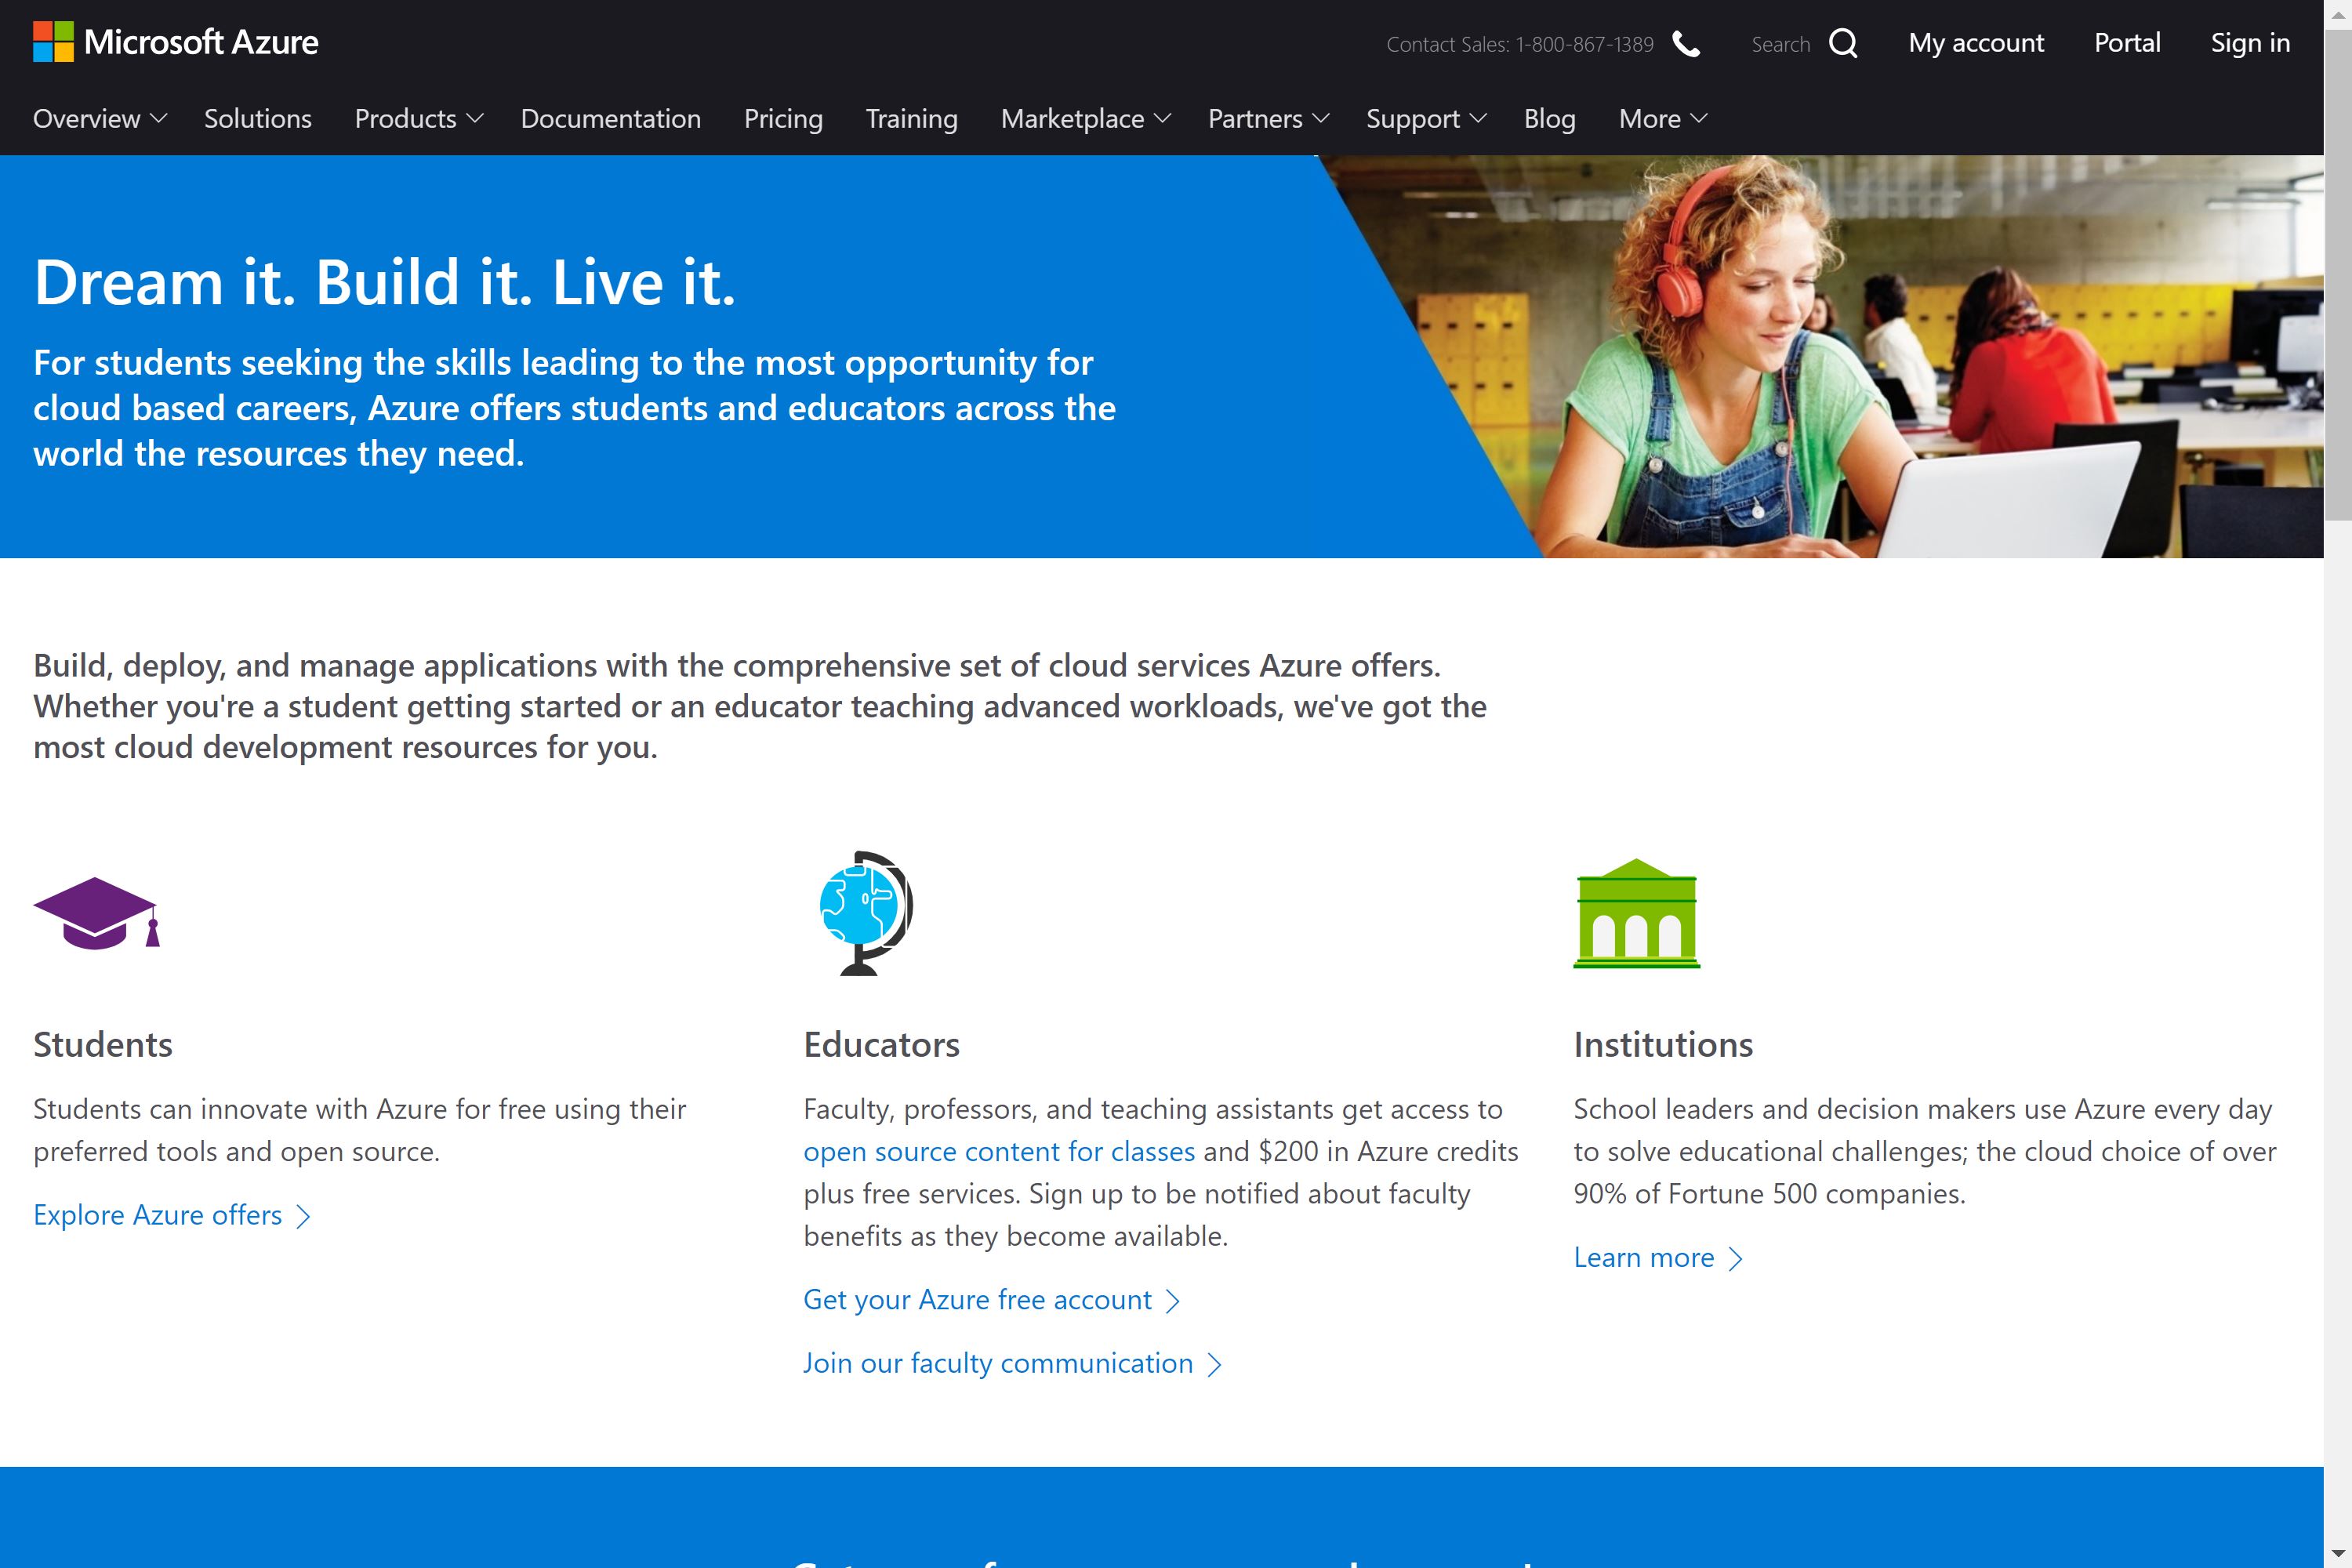 Microsoft Azure
Contact Sales: 1-800-867-1389
Search
My account
Portal
Sign in
Overview
Solutions
Products
Documentation
Pricing
Training
Marketplace
Partners
Support
Blog
More
Dream it. Build it. Live it.
For students seeking the skills leading to the most opportunity for
cloud based careers, Azure offers students and educators across the
world the resources they need.
Build, deploy, and manage applications with the comprehensive set of cloud services Azure offers.
Whether you're a student getting started or an educator teaching advanced workloads, we've got the
most cloud development resources for you.
Students
Students can innovate with Azure for free using their
preferred tools and open source.
Explore Azure offers
Educators
Faculty, professors, and teaching assistants get access to
open source content for classes and $200 in Azure credits
plus free services. Sign up to be notified about faculty
benefits as they become available.
Get your Azure free account
Join our faculty communication
Institutions
School leaders and decision makers use Azure every day
to solve educational challenges; the cloud choice of over
90% of Fortune 500 companies.
Learn more